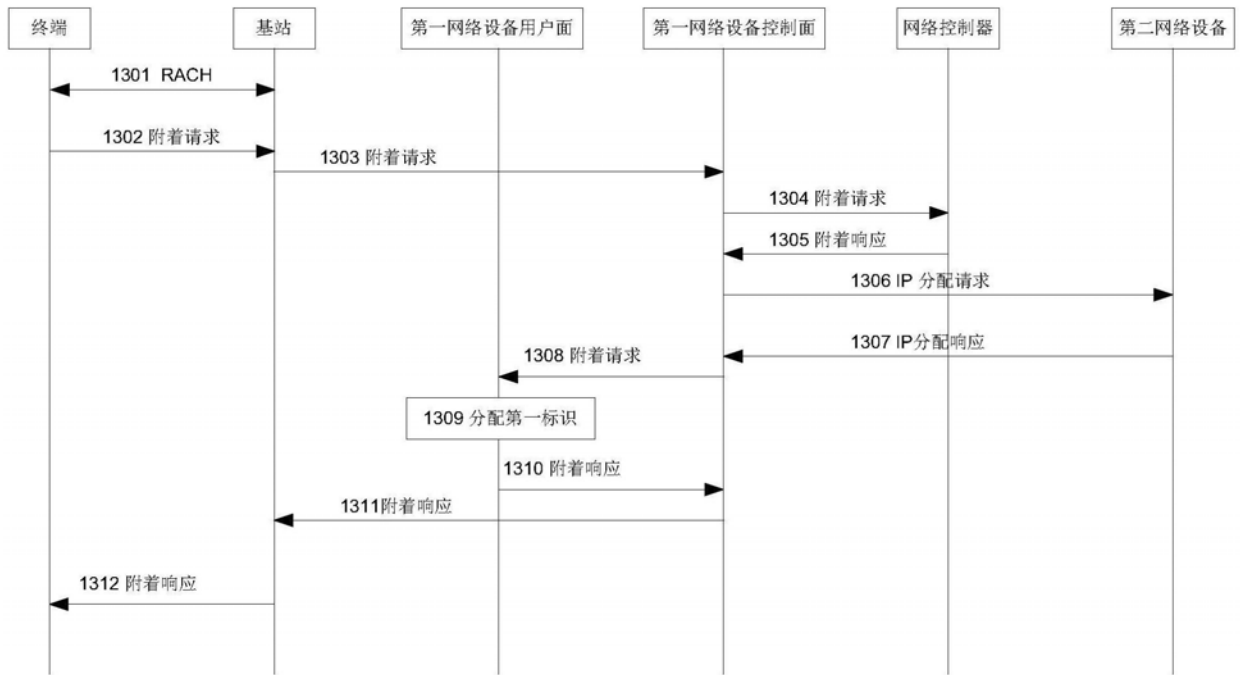 终端
基站
第一网络设备用户面
第一网络设备控制面
网络控制器
第二网络设备
1301 RACH
1302 附着请求
1303 附着请求
1304 附着请求
1305 附着响应
1306 IP 分配请求
1307 IP分配响应
1308 附着请求
1309 分配第一标识
1310 附着响应
1311附着响应
1312 附着响应